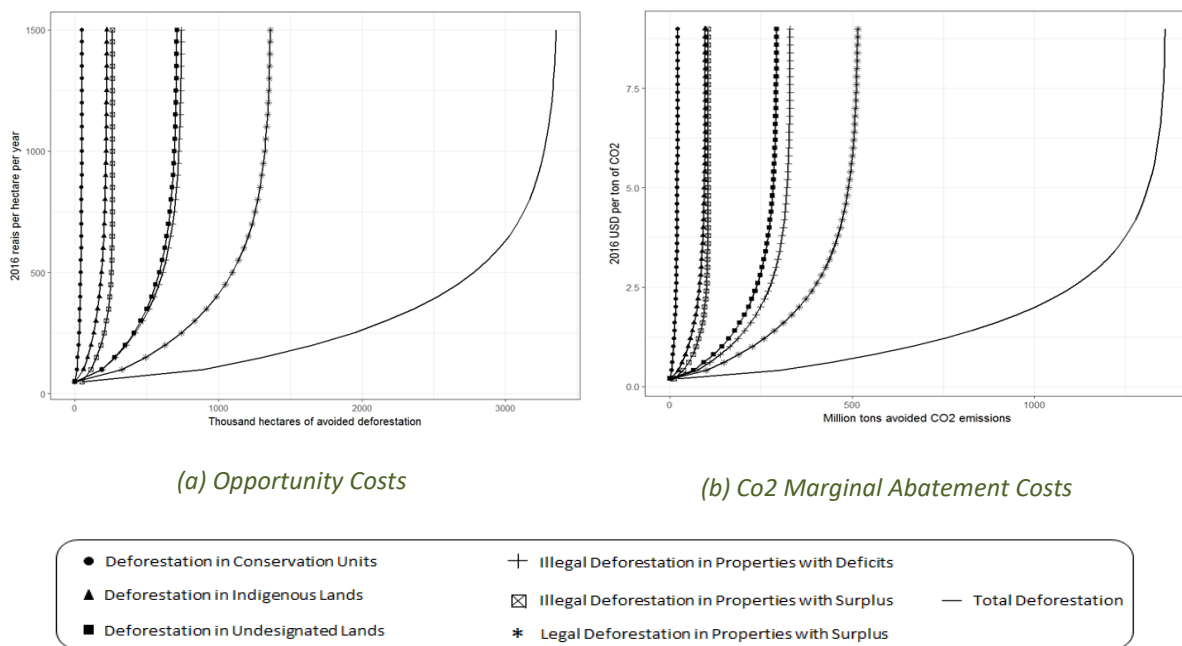 1500
1000
500
0
2016 reais per hectare per year
0
1000
2000
3000
Thousand hectares of avoided deforestation
7.5
5.0
2.5
0.0
2016 USD per ton of CO2
0
500
1000
Million tons avoided CO2 emissions
(a) Opportunity Costs
(b) Co2 Marginal Abatement Costs
Deforestation in Conservation Units
Deforestation in Indigenous Lands
Deforestation in Undesignated Lands
Illegal Deforestation in Properties with Deficits
Illegal Deforestation in Properties with Surplus
Legal Deforestation in Properties with Surplus
Total Deforestation